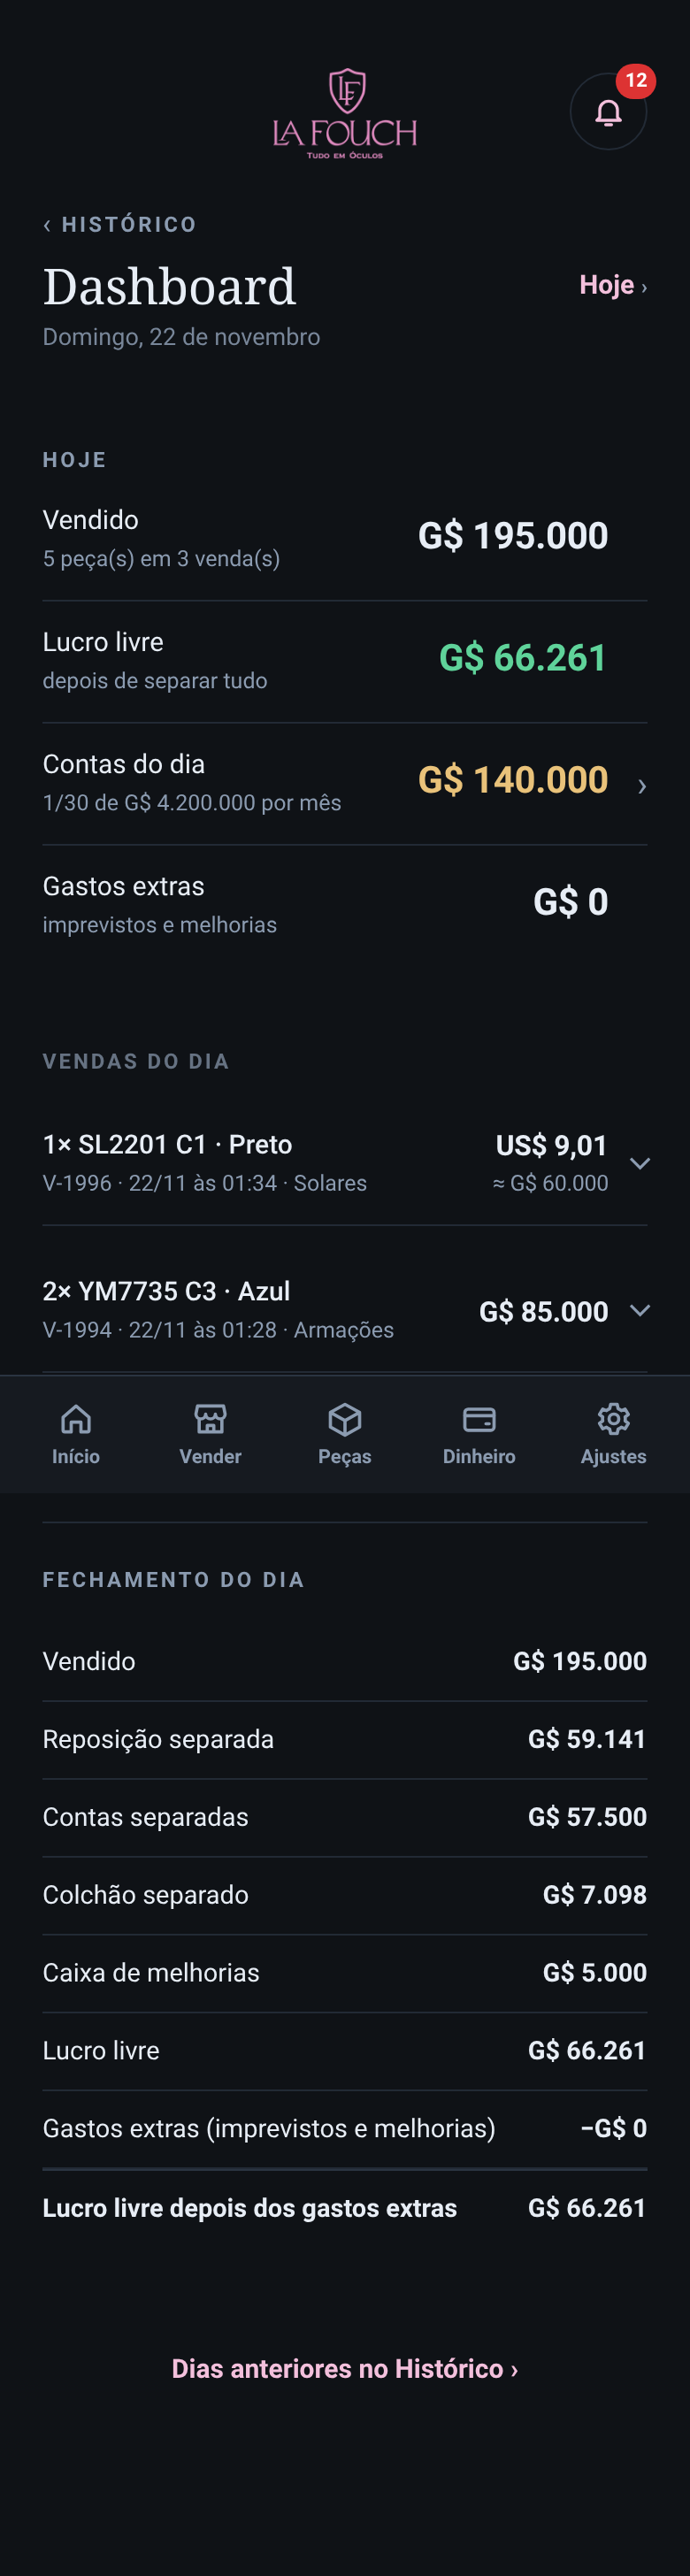 LF
LA FOUCH
TUDO EM ÓCULOS
12
‹ HISTÓRICO
Dashboard
Hoje ›
Domingo, 22 de novembro
HOJE
Vendido
G$ 195.000
5 peça(s) em 3 venda(s)
Lucro livre
G$ 66.261
depois de separar tudo
Contas do dia
G$ 140.000 ›
1/30 de G$ 4.200.000 por mês
Gastos extras
G$ 0
imprevistos e melhorias
VENDAS DO DIA
1× SL2201 C1 · Preto
US$ 9,01
V-1996 · 22/11 às 01:34 · Solares
≈ G$ 60.000
2× YM7735 C3 · Azul
G$ 85.000
V-1994 · 22/11 às 01:28 · Armações
Início
Vender
Peças
Dinheiro
Ajustes
FECHAMENTO DO DIA
Vendido
G$ 195.000
Reposição separada
G$ 59.141
Contas separadas
G$ 57.500
Colchão separado
G$ 7.098
Caixa de melhorias
G$ 5.000
Lucro livre
G$ 66.261
Gastos extras (imprevistos e melhorias)
−G$ 0
Lucro livre depois dos gastos extras
G$ 66.261
Dias anteriores no Histórico ›